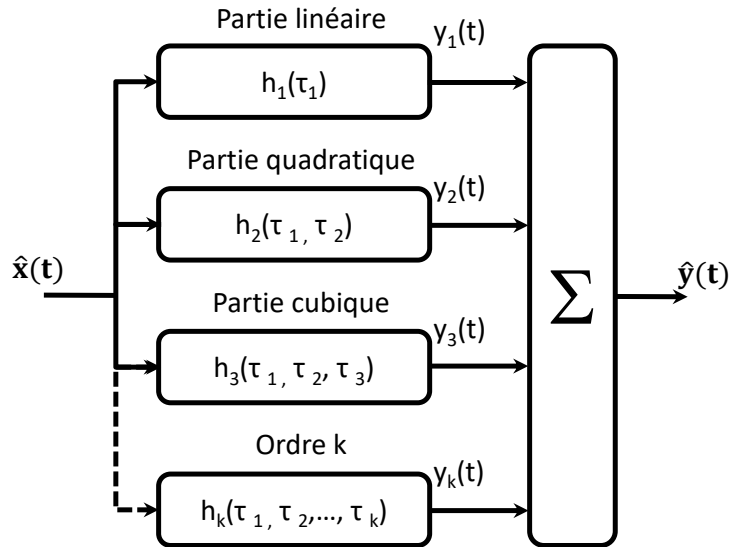 Partie linéaire
y₁(t)
h₁(τ₁)
Partie quadratique
y₂(t)
h₂(τ ₁ , τ ₂)
x̂(t)
ŷ(t)
∑
Partie cubique
y₃(t)
h₃(τ ₁ , τ ₂, τ ₃)
Ordre k
yₖ(t)
hₖ(τ ₁ , τ ₂,..., τ ₖ)